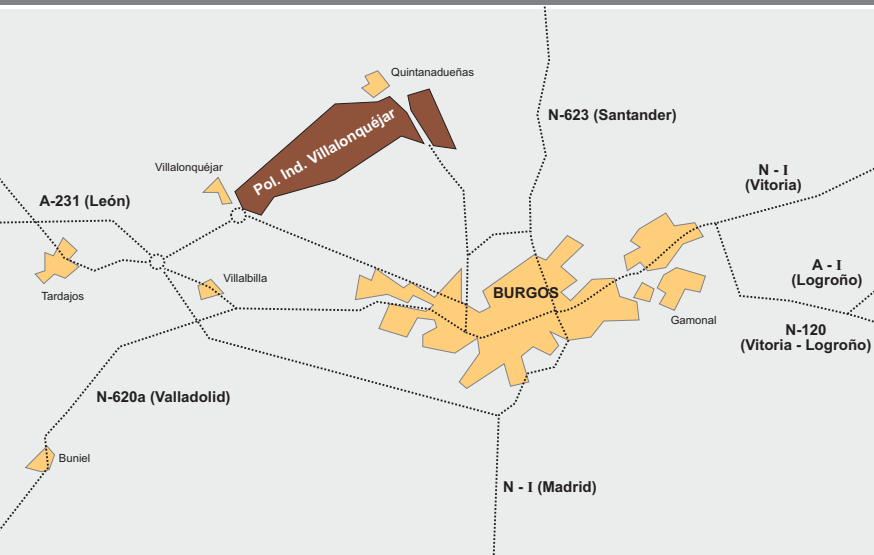 Quintanadueñas
N-623 (Santander)
Pol. Ind. Villalonquéjar
Villalonquéjar
N - I
(Vitoria)
A-231 (León)
A - I
(Logroño)
Villalbilla
Tardajos
BURGOS
Gamonal
N-120
(Vitoria - Logroño)
N-620a (Valladolid)
Buniel
N - I (Madrid)